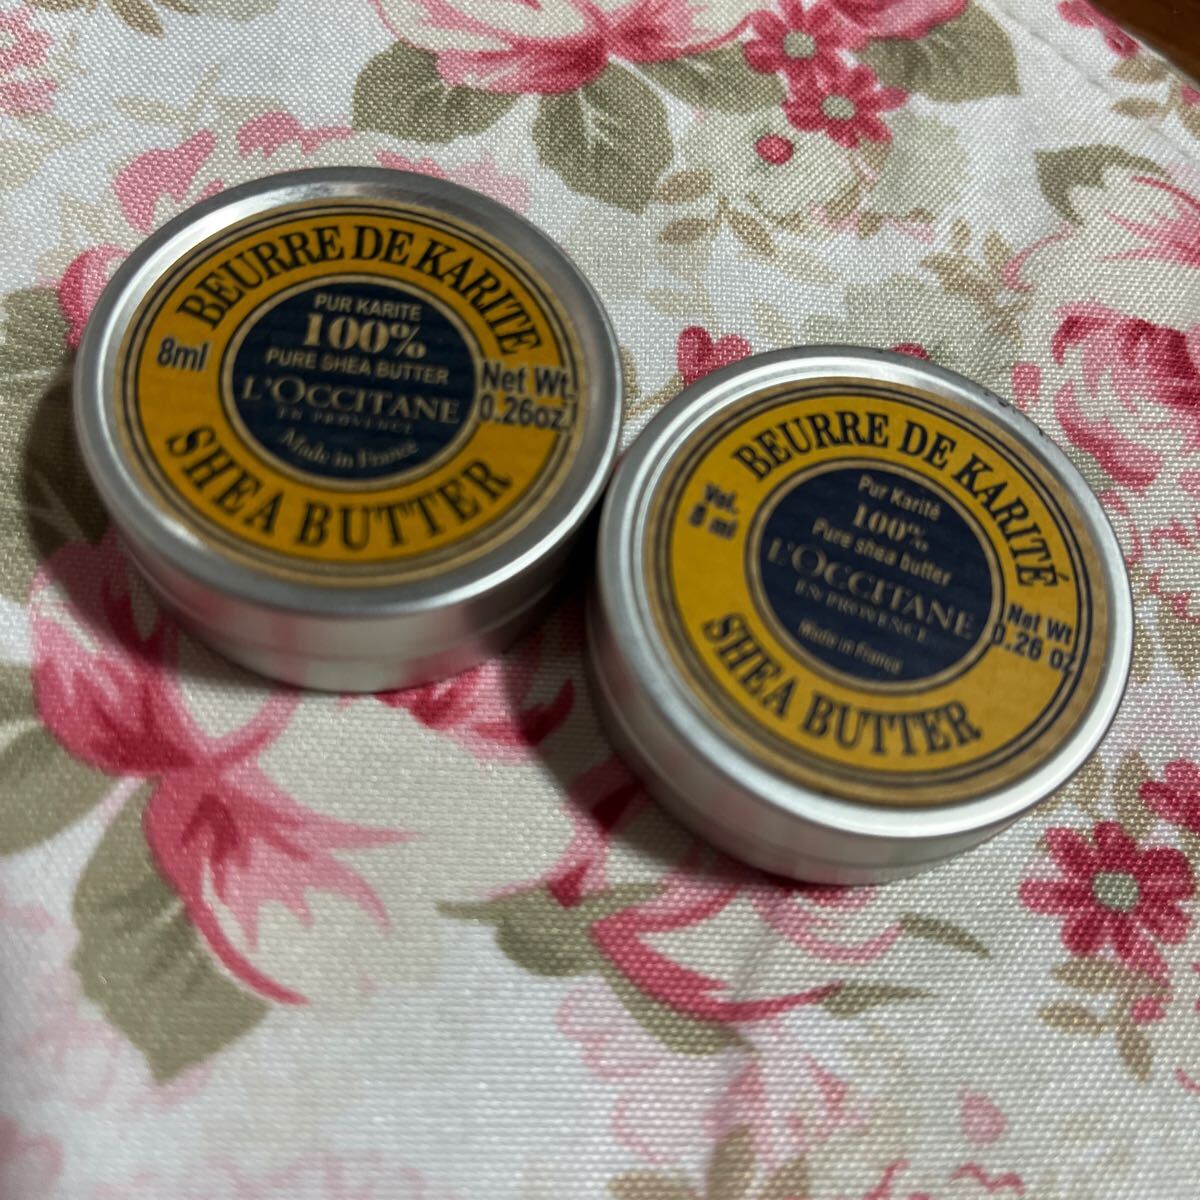 BEURRE DE KARITE
PUR KARITE
100%
PURE SHEA BUTTER
L'OCCITANE
EN PROVENCE
Made in France
8ml
Net Wt.
0.26oz.
SHEA BUTTER
BEURRE DE KARITÉ
Pur Karité
100%
Pure shea butter
L'OCCITANE
EN PROVENCE
Made in France
Vol.
8 ml
Net Wt.
0.26 oz.
SHEA BUTTER